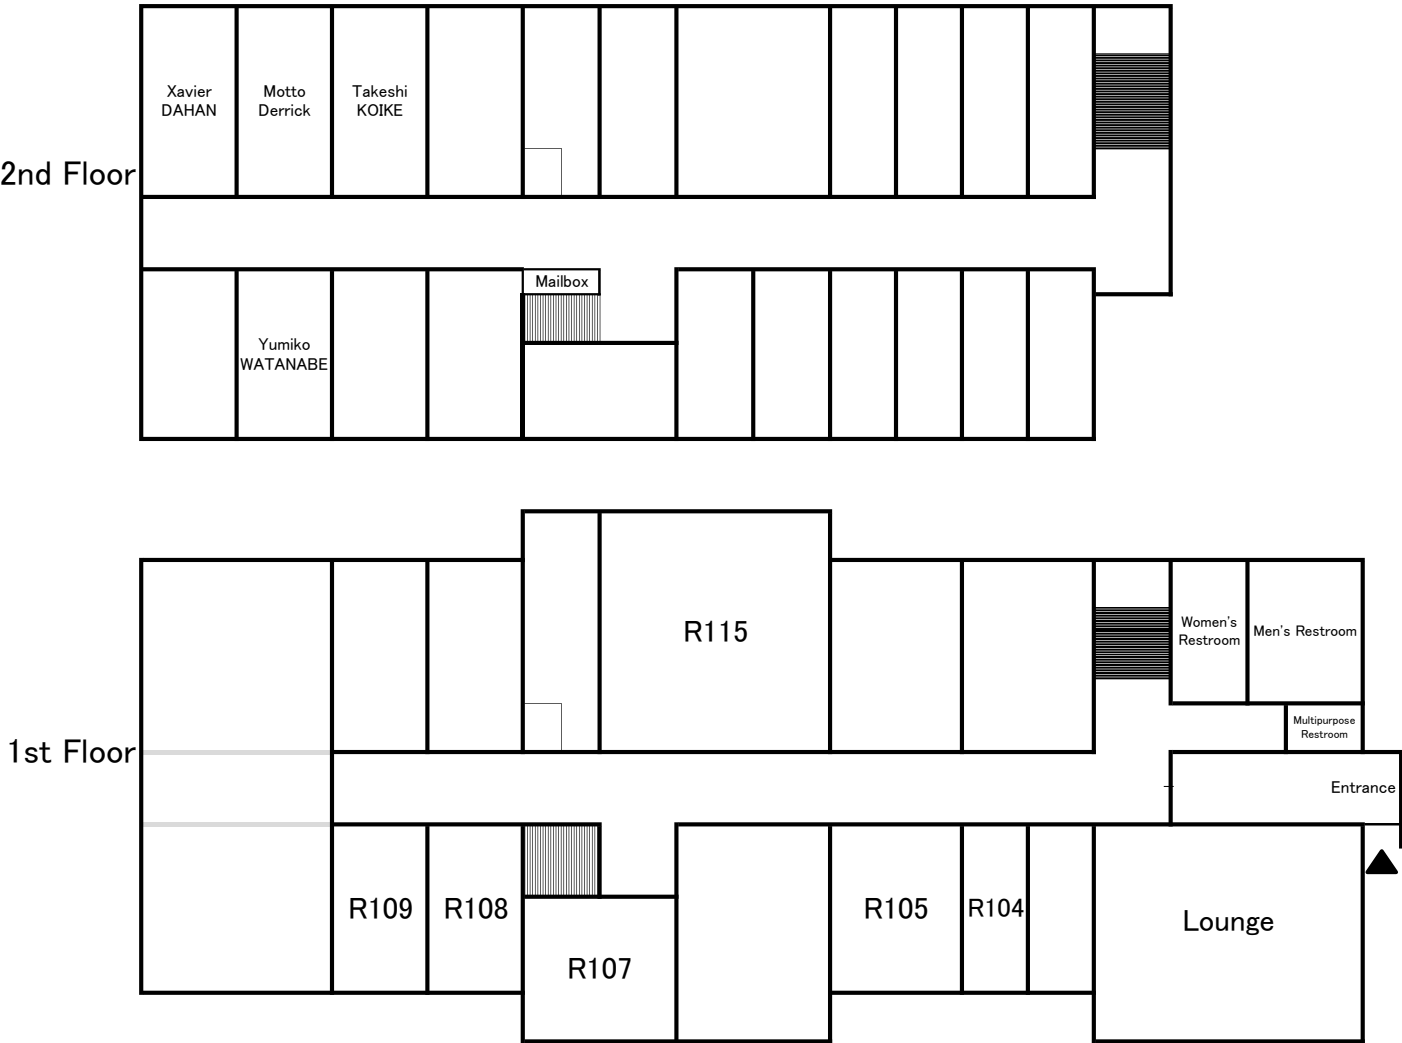 Xavier
DAHAN
Motto
Derrick
Takeshi
KOIKE
2nd Floor
Mailbox
Yumiko
WATANABE
R115
Women's
Restroom
Men's Restroom
Multipurpose
Restroom
1st Floor
Entrance
R109
R108
R107
R105
R104
Lounge